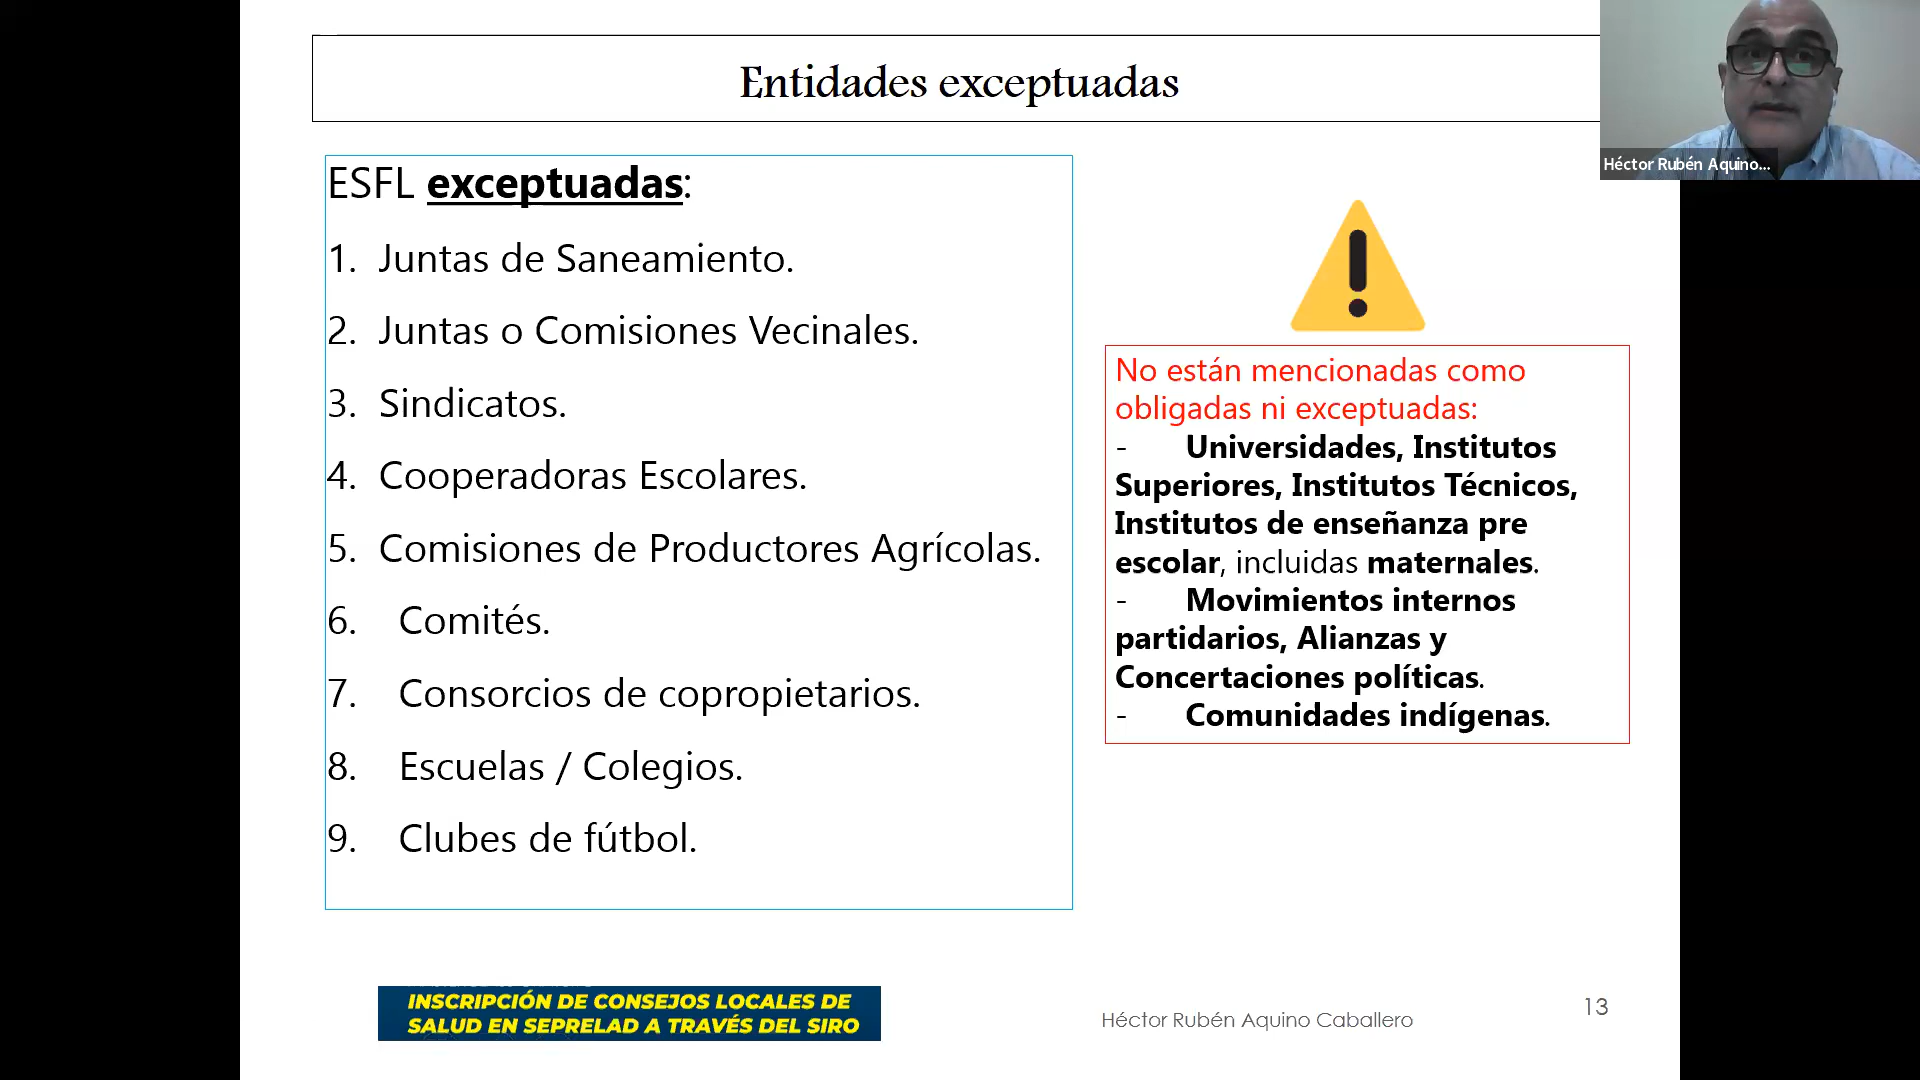 Entidades exceptuadas
Héctor Rubén Aquino...
ESFL exceptuadas:
1. Juntas de Saneamiento.
2. Juntas o Comisiones Vecinales.
3. Sindicatos.
4. Cooperadoras Escolares.
5. Comisiones de Productores Agrícolas.
6. Comités.
7. Consorcios de copropietarios.
8. Escuelas / Colegios.
9. Clubes de fútbol.
No están mencionadas como
obligadas ni exceptuadas:
- Universidades, Institutos
Superiores, Institutos Técnicos,
Institutos de enseñanza pre
escolar, incluidas maternales.
- Movimientos internos
partidarios, Alianzas y
Concertaciones políticas.
- Comunidades indígenas.
INSCRIPCIÓN DE CONSEJOS LOCALES DE
SALUD EN SEPRELAD A TRAVÉS DEL SIRO
Héctor Rubén Aquino Caballero
13